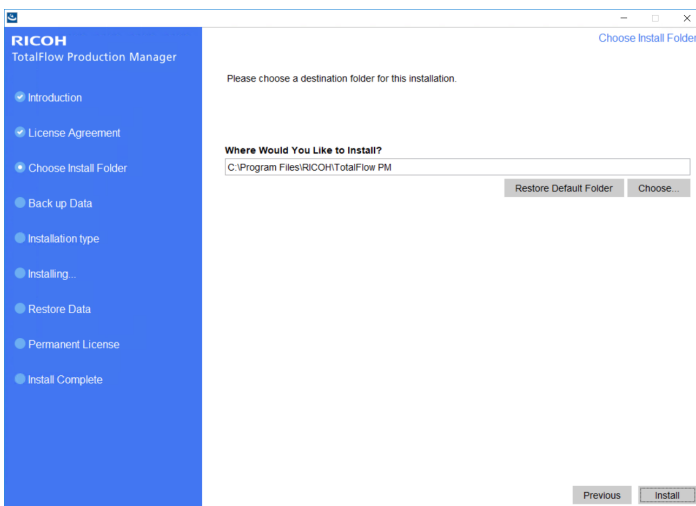 RICOH
TotalFlow Production Manager
Introduction
License Agreement
Choose Install Folder
Back up Data
Installation type
Installing...
Restore Data
Permanent License
Install Complete
Choose Install Folder
Please choose a destination folder for this installation.
Where Would You Like to Install?
C:\Program Files\RICOH\TotalFlow PM
Restore Default Folder Choose...
Previous Install